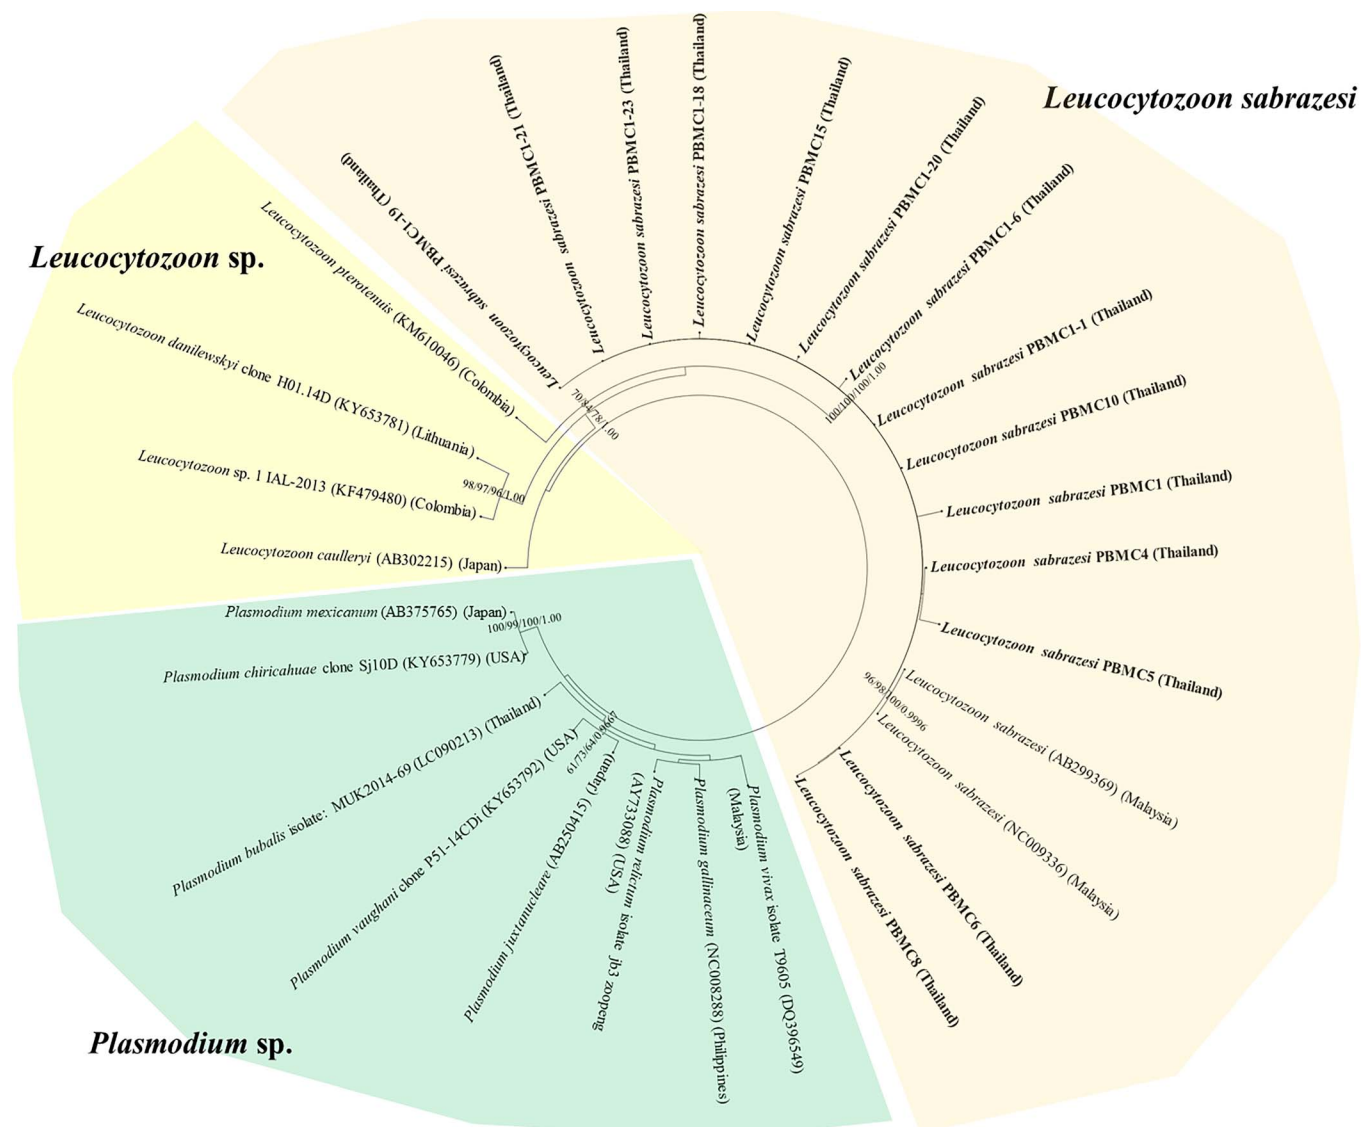 Leucocytozoon sabrazesi
Leucocytozoon sabrazesi PBMC1-19 (Thailand)
Leucocytozoon sabrazesi PBMC1-21 (Thailand)
Leucocytozoon sabrazesi PBMC1-23 (Thailand)
Leucocytozoon sabrazesi PBMC1-18 (Thailand)
Leucocytozoon sabrazesi PBMC15 (Thailand)
Leucocytozoon sabrazesi PBMC1-20 (Thailand)
Leucocytozoon sabrazesi PBMC1-6 (Thailand)
Leucocytozoon sabrazesi PBMC1-1 (Thailand)
Leucocytozoon sabrazesi PBMC10 (Thailand)
Leucocytozoon sabrazesi PBMC1 (Thailand)
Leucocytozoon sabrazesi PBMC4 (Thailand)
Leucocytozoon sabrazesi PBMC5 (Thailand)
Leucocytozoon sabrazesi (AB299369) (Malaysia)
Leucocytozoon sabrazesi (NC009336) (Malaysia)
Leucocytozoon sabrazesi PBMC6 (Thailand)
Leucocytozoon sabrazesi PBMC8 (Thailand)
100/100/100/1.00
96/98/100/0.9996
70/84/78/1.00
Leucocytozoon sp.
Leucocytozoon pterotenuis (KM610046) (Colombia)
Leucocytozoon danilewskyi clone H01.14D (KY653781) (Lithuania)
Leucocytozoon sp. 1 IAL-2013 (KF479480) (Colombia)
Leucocytozoon caulleryi (AB302215) (Japan)
98/97/96/1.00
Plasmodium mexicanum (AB375765) (Japan)
100/99/100/1.00
Plasmodium chiricahuae clone Sj10D (KY653779) (USA)
Plasmodium bubalis isolate: MUK2014-69 (LC090213) (Thailand)
Plasmodium vaughani clone P51-14CDi (KY653792) (USA)
61/73/64/0.9667
Plasmodium juxtanucleare (AB250415) (Japan)
Plasmodium relictum isolate jb3 zoopeng
(AY733088) (USA)
Plasmodium gallinaceum (NC008288) (Philippines)
Plasmodium vivax isolate T9605 (DQ396549)
(Malaysia)
Plasmodium sp.